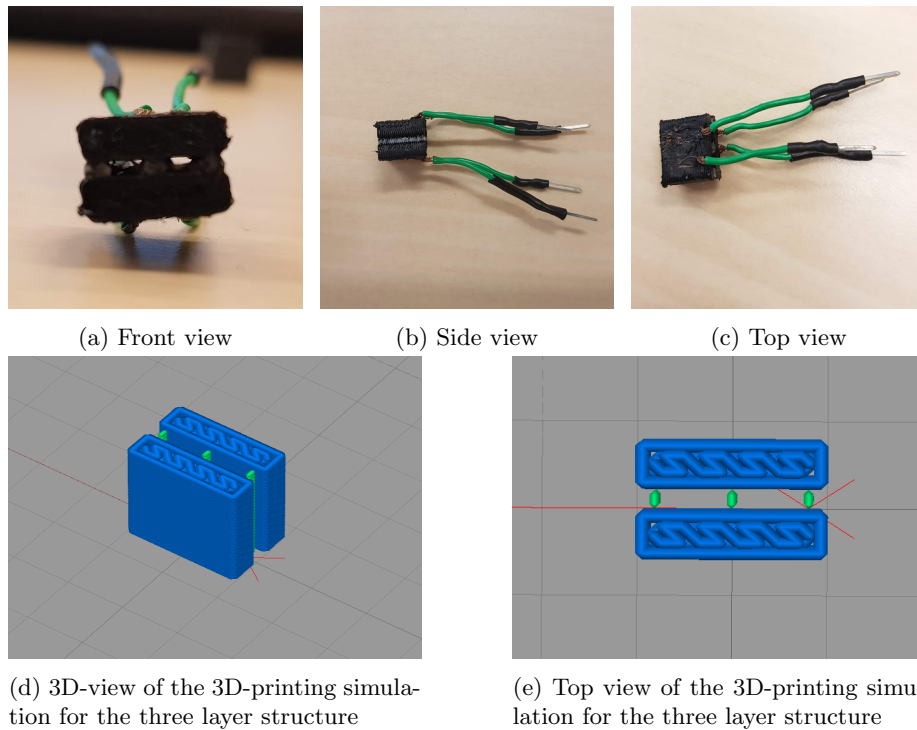 (a) Front view
(b) Side view
(c) Top view
(d) 3D-view of the 3D-printing simula-
tion for the three layer structure
(e) Top view of the 3D-printing simu
lation for the three layer structure